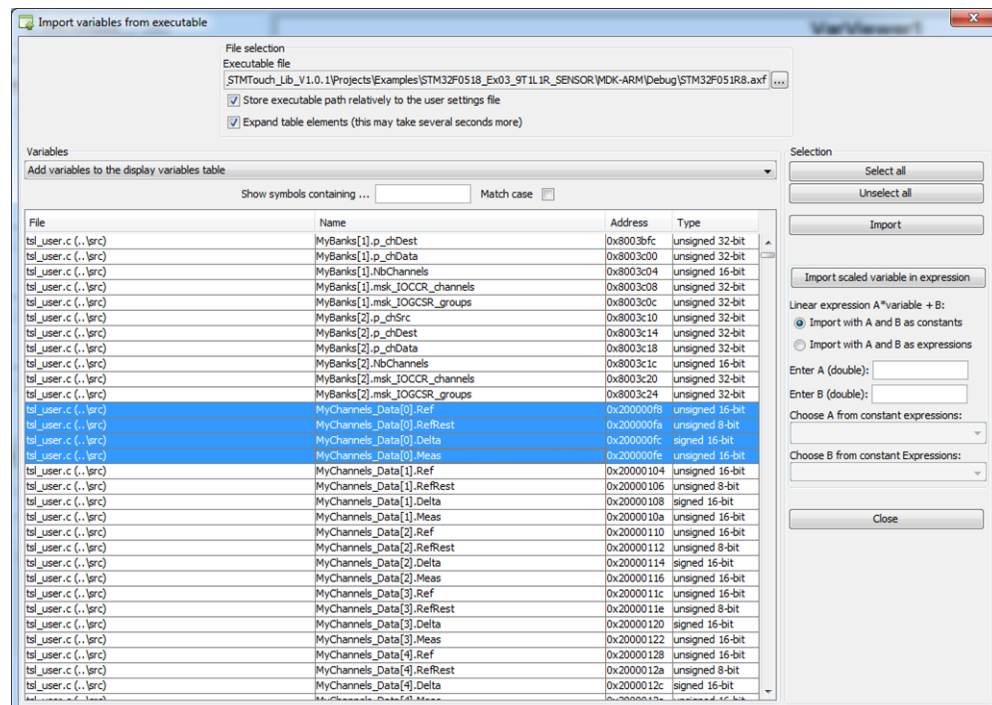 Import variables from executable
File selection
Executable file
STMTouch_Lib_V1.0.1\Projects\Examples\STM32F0518_Ex03_9T1L1R_SENSOR\MDK-ARM\Debug\STM32F051R8.axf ...
Store executable path relatively to the user settings file
Expand table elements (this may take several seconds more)
Variables
Selection
Add variables to the display variables table
Select all
Show symbols containing ... Match case
Unselect all
File Name Address Type
Import
tsl_user.c (..\src) MyBanks[1].p_chDest 0x8003bfc unsigned 32-bit
tsl_user.c (..\src) MyBanks[1].p_chData 0x8003c00 unsigned 32-bit
tsl_user.c (..\src) MyBanks[1].NbChannels 0x8003c04 unsigned 16-bit
tsl_user.c (..\src) MyBanks[1].msk_IOCCR_channels 0x8003c08 unsigned 32-bit
tsl_user.c (..\src) MyBanks[1].msk_IOGCSR_groups 0x8003c0c unsigned 32-bit
tsl_user.c (..\src) MyBanks[2].p_chSrc 0x8003c10 unsigned 32-bit
tsl_user.c (..\src) MyBanks[2].p_chDest 0x8003c14 unsigned 32-bit
tsl_user.c (..\src) MyBanks[2].p_chData 0x8003c18 unsigned 32-bit
tsl_user.c (..\src) MyBanks[2].NbChannels 0x8003c1c unsigned 16-bit
tsl_user.c (..\src) MyBanks[2].msk_IOCCR_channels 0x8003c20 unsigned 32-bit
tsl_user.c (..\src) MyBanks[2].msk_IOGCSR_groups 0x8003c24 unsigned 32-bit
tsl_user.c (..\src) MyChannels_Data[0].Ref 0x200000f8 unsigned 16-bit
tsl_user.c (..\src) MyChannels_Data[0].RefRest 0x200000fa unsigned 8-bit
tsl_user.c (..\src) MyChannels_Data[0].Delta 0x200000fc signed 16-bit
tsl_user.c (..\src) MyChannels_Data[0].Meas 0x200000fe unsigned 16-bit
tsl_user.c (..\src) MyChannels_Data[1].Ref 0x20000104 unsigned 16-bit
tsl_user.c (..\src) MyChannels_Data[1].RefRest 0x20000106 unsigned 8-bit
tsl_user.c (..\src) MyChannels_Data[1].Delta 0x20000108 signed 16-bit
tsl_user.c (..\src) MyChannels_Data[1].Meas 0x2000010a unsigned 16-bit
tsl_user.c (..\src) MyChannels_Data[2].Ref 0x20000110 unsigned 16-bit
tsl_user.c (..\src) MyChannels_Data[2].RefRest 0x20000112 unsigned 8-bit
tsl_user.c (..\src) MyChannels_Data[2].Delta 0x20000114 signed 16-bit
tsl_user.c (..\src) MyChannels_Data[2].Meas 0x20000116 unsigned 16-bit
tsl_user.c (..\src) MyChannels_Data[3].Ref 0x2000011c unsigned 16-bit
tsl_user.c (..\src) MyChannels_Data[3].RefRest 0x2000011e unsigned 8-bit
tsl_user.c (..\src) MyChannels_Data[3].Delta 0x20000120 signed 16-bit
tsl_user.c (..\src) MyChannels_Data[3].Meas 0x20000122 unsigned 16-bit
tsl_user.c (..\src) MyChannels_Data[4].Ref 0x20000128 unsigned 16-bit
tsl_user.c (..\src) MyChannels_Data[4].RefRest 0x2000012a unsigned 8-bit
tsl_user.c (..\src) MyChannels_Data[4].Delta 0x2000012c signed 16-bit
Import scaled variable in expression
Linear expression A*variable + B:
Import with A and B as constants
Import with A and B as expressions
Enter A (double):
Enter B (double):
Choose A from constant expressions:
Choose B from constant Expressions:
Close